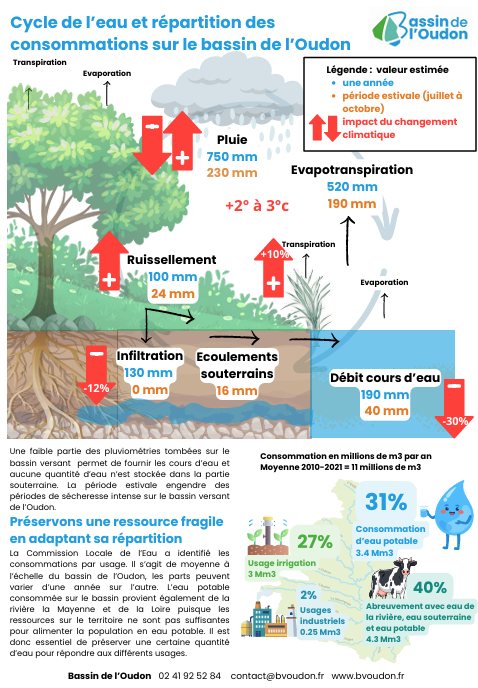 Cycle de l'eau et répartition des
consommations sur le bassin de l'Oudon
Bassin de
l'Oudon
Transpiration
Evaporation
Légende : valeur estimée
• une année
• période estivale (juillet à
octobre)
impact du changement
climatique
Pluie
750 mm
230 mm
Evapotranspiration
520 mm
190 mm
+2° à 3°c
Ruissellement
100 mm
24 mm
+10%
Transpiration
Evaporation
-12%
Infiltration
130 mm
0 mm
Ecoulements
souterrains
16 mm
Débit cours d'eau
190 mm
40 mm
-30%
Une faible partie des pluviométries tombées sur le
bassin versant permet de fournir les cours d'eau et
aucune quantité d'eau n'est stockée dans la partie
souterraine. La période estivale engendre des
périodes de sécheresse intense sur le bassin versant
de l'Oudon.
Préservons une ressource fragile
en adaptant sa répartition
La Commission Locale de l'Eau a identifié les
consommations par usage. Il s'agit de moyenne à
l'échelle du bassin de l'Oudon, les parts peuvent
varier d'une année sur l'autre. L'eau potable
consommée sur le bassin provient également de la
rivière la Mayenne et de la Loire puisque les
ressources sur le territoire ne sont pas suffisantes
pour alimenter la population en eau potable. Il est
donc essentiel de préserver une certaine quantité
d'eau pour répondre aux différents usages.
Consommation en millions de m3 par an
Moyenne 2010-2021 = 11 millions de m3
31%
Consommation
d'eau potable
3.4 Mm3
27%
Usage irrigation
3 Mm3
2%
Usages
industriels
0.25 Mm3
40%
Abreuvement avec eau de
la rivière, eau souterraine
et eau potable
4.3 Mm3
Bassin de l'Oudon 02 41 92 52 84 contact@bvoudon.fr www.bvoudon.fr